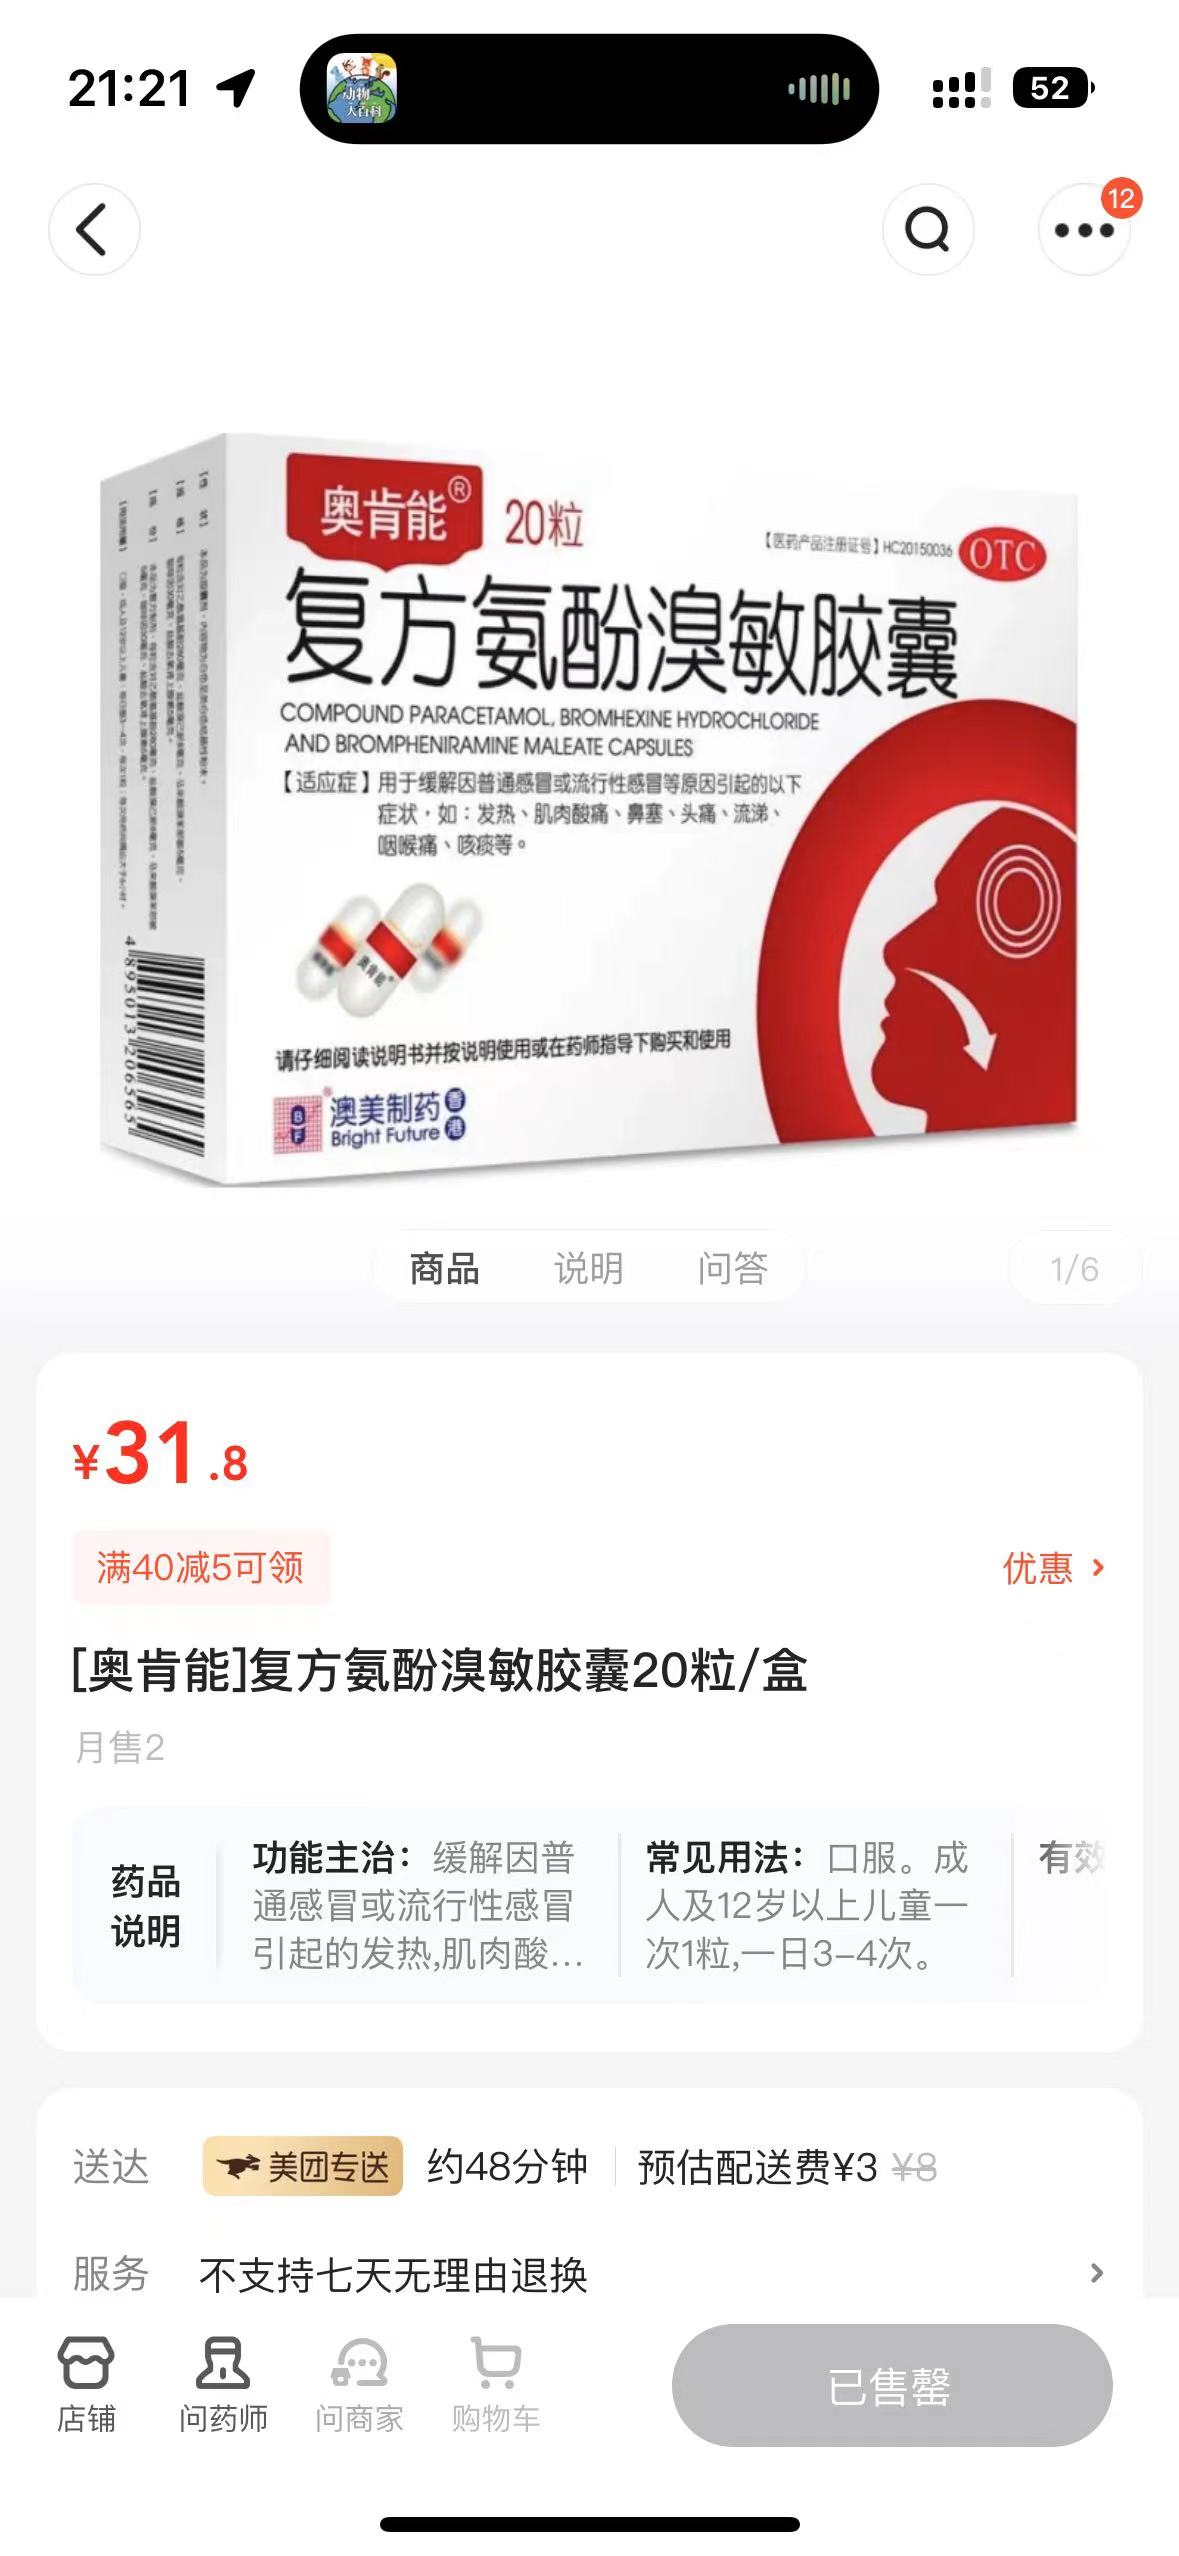 21:21
动物
大百科
52
12
奥肯能®
20粒
【医药产品注册证号】HC20150036
OTC
复方氨酚溴敏胶囊
COMPOUND PARACETAMOL, BROMHEXINE HYDROCHLORIDE
AND BROMPHENIRAMINE MALEATE CAPSULES
【适应症】用于缓解因普通感冒或流行性感冒等原因引起的以下
症状，如：发热、肌肉酸痛、鼻塞、头痛、流涕、
咽喉痛、咳痰等。
奥肯能
请仔细阅读说明书并按说明使用或在药师指导下购买和使用
BF
澳美制药
香港
Bright Future
4895013206565
商品
说明
问答
1/6
¥31.8
满40减5可领
优惠
[奥肯能]复方氨酚溴敏胶囊20粒/盒
月售2
药品
说明
功能主治：缓解因普
通感冒或流行性感冒
引起的发热,肌肉酸...
常见用法：口服。成
人及12岁以上儿童一
次1粒,一日3-4次。
有效
送达
美团专送
约48分钟
预估配送费¥3 ¥8
服务
不支持七天无理由退换
店铺
问药师
问商家
购物车
已售罄